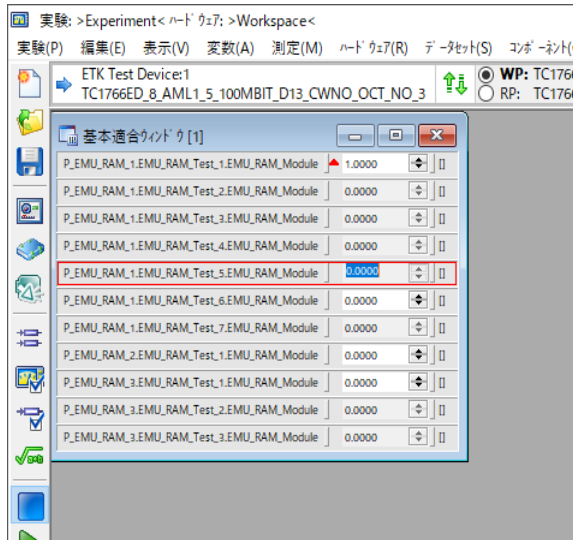 実験: >Experiment< ハードウェア: >Workspace<
実験(P) 編集(E) 表示(V) 変数(A) 測定(M) ハードウェア(R) データセット(S) コンポーネント(
ETK Test Device:1
TC1766ED_8_AML1_5_100MBIT_D13_CWNO_OCT_NO_3
WP: TC1766
RP: TC1766
基本適合ウィンドウ [1]
P_EMU_RAM_1.EMU_RAM_Test_1.EMU_RAM_Module 1.0000 []
P_EMU_RAM_1.EMU_RAM_Test_2.EMU_RAM_Module 0.0000 []
P_EMU_RAM_1.EMU_RAM_Test_3.EMU_RAM_Module 0.0000 []
P_EMU_RAM_1.EMU_RAM_Test_4.EMU_RAM_Module 0.0000 []
P_EMU_RAM_1.EMU_RAM_Test_5.EMU_RAM_Module 0.0000 []
P_EMU_RAM_1.EMU_RAM_Test_6.EMU_RAM_Module 0.0000 []
P_EMU_RAM_1.EMU_RAM_Test_7.EMU_RAM_Module 0.0000 []
P_EMU_RAM_2.EMU_RAM_Test_1.EMU_RAM_Module 0.0000 []
P_EMU_RAM_3.EMU_RAM_Test_1.EMU_RAM_Module 0.0000 []
P_EMU_RAM_3.EMU_RAM_Test_2.EMU_RAM_Module 0.0000 []
P_EMU_RAM_3.EMU_RAM_Test_3.EMU_RAM_Module 0.0000 []